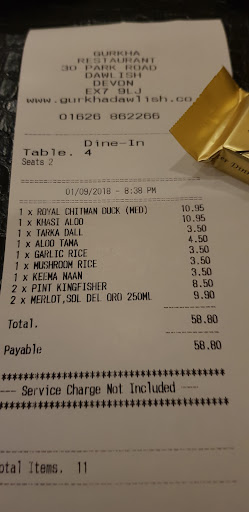 GURKHA
RESTAURANT
30 PARK ROAD
DAWLISH
DEVON
EX7 9LJ
www.gurkhadawlish.co
01626 862266
Dine-In
Table. 4
Seats 2
01/09/2018 - 8:38 PM
1 x ROYAL CHITWAN DUCK (MED) 10.95
1 x KHASI ALOO 10.95
1 x TARKA DALL 3.50
1 x ALOO TAMA 4.50
1 x GARLIC RICE 3.50
1 x MUSHROOM RICE 3.50
1 x KEEMA NAAN 3.50
2 x PINT KINGFISHER 8.50
2 x MERLOT,SOL DEL ORO 250ML 9.90
Total. 58.80
Payable 58.80
*****************************************
---- Service Charge Not Included ----
*****************************************
otal Items. 11